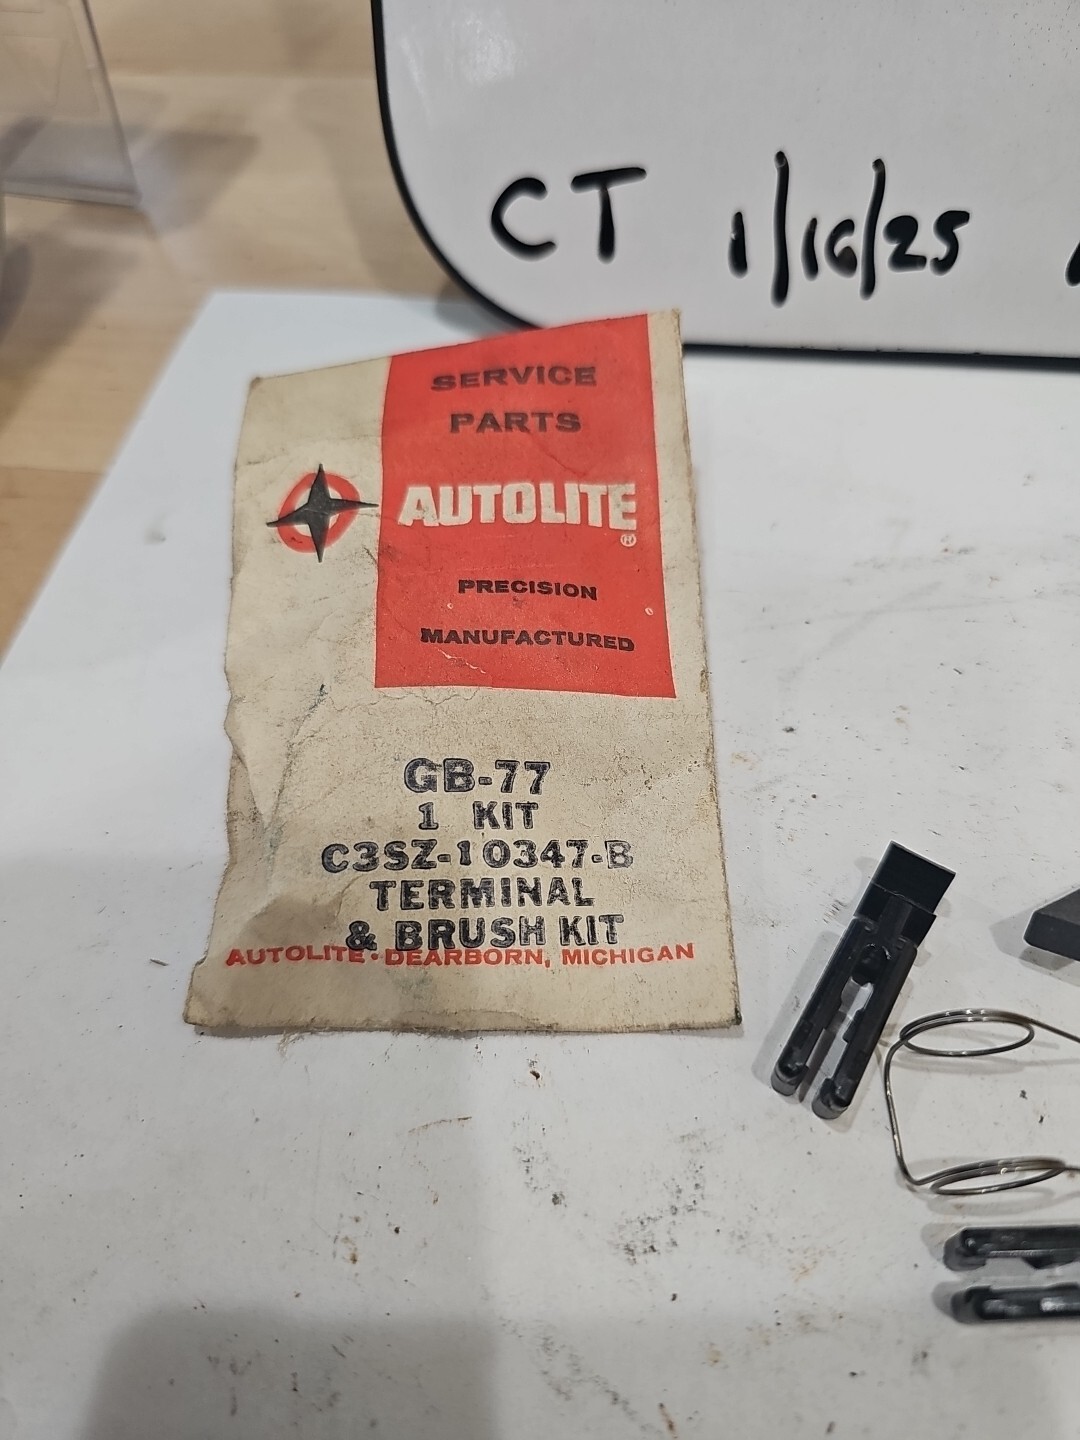 CT 1/16/25
SERVICE
PARTS
AUTOLITE
®
PRECISION
MANUFACTURED
GB-77
1 KIT
C3SZ-10347-B
TERMINAL
& BRUSH KIT
AUTOLITE • DEARBORN, MICHIGAN